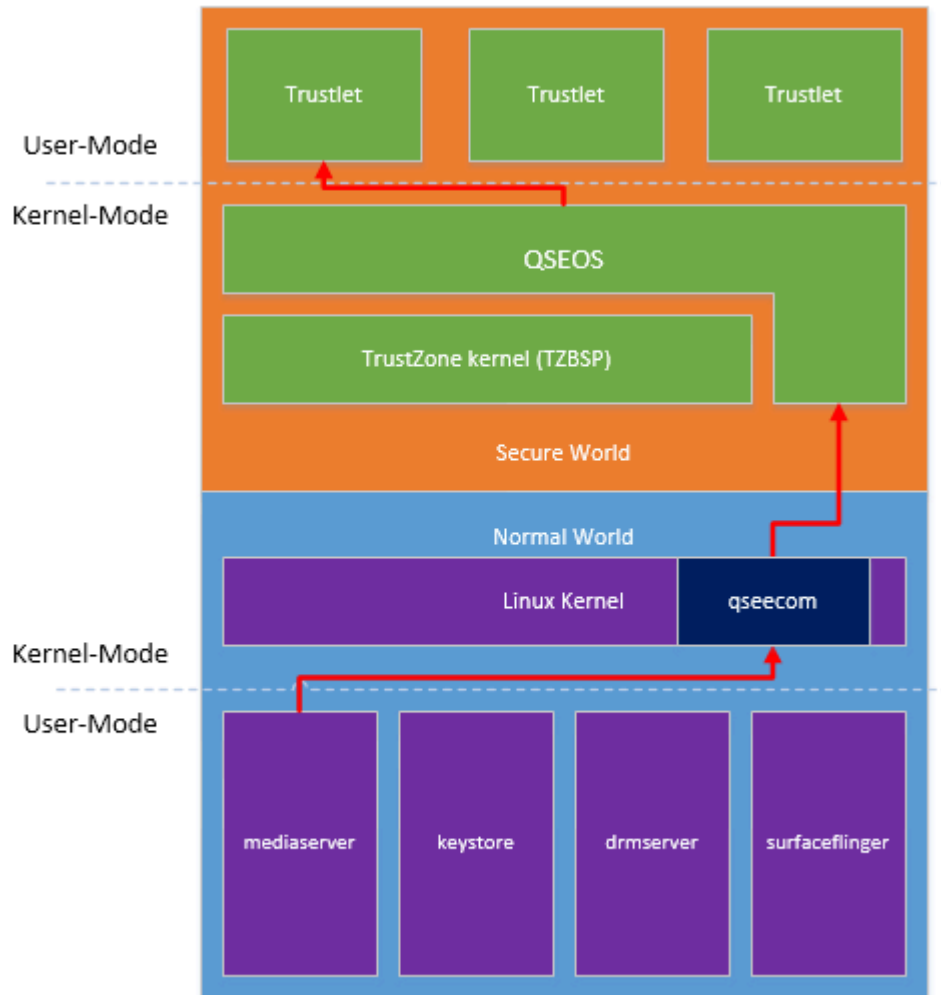 Trustlet
Trustlet
Trustlet
User-Mode
Kernel-Mode
QSEOS
TrustZone kernel (TZBSP)
Secure World
Normal World
Linux Kernel
qseecom
Kernel-Mode
User-Mode
mediaserver
keystore
drmserver
surfaceflinger